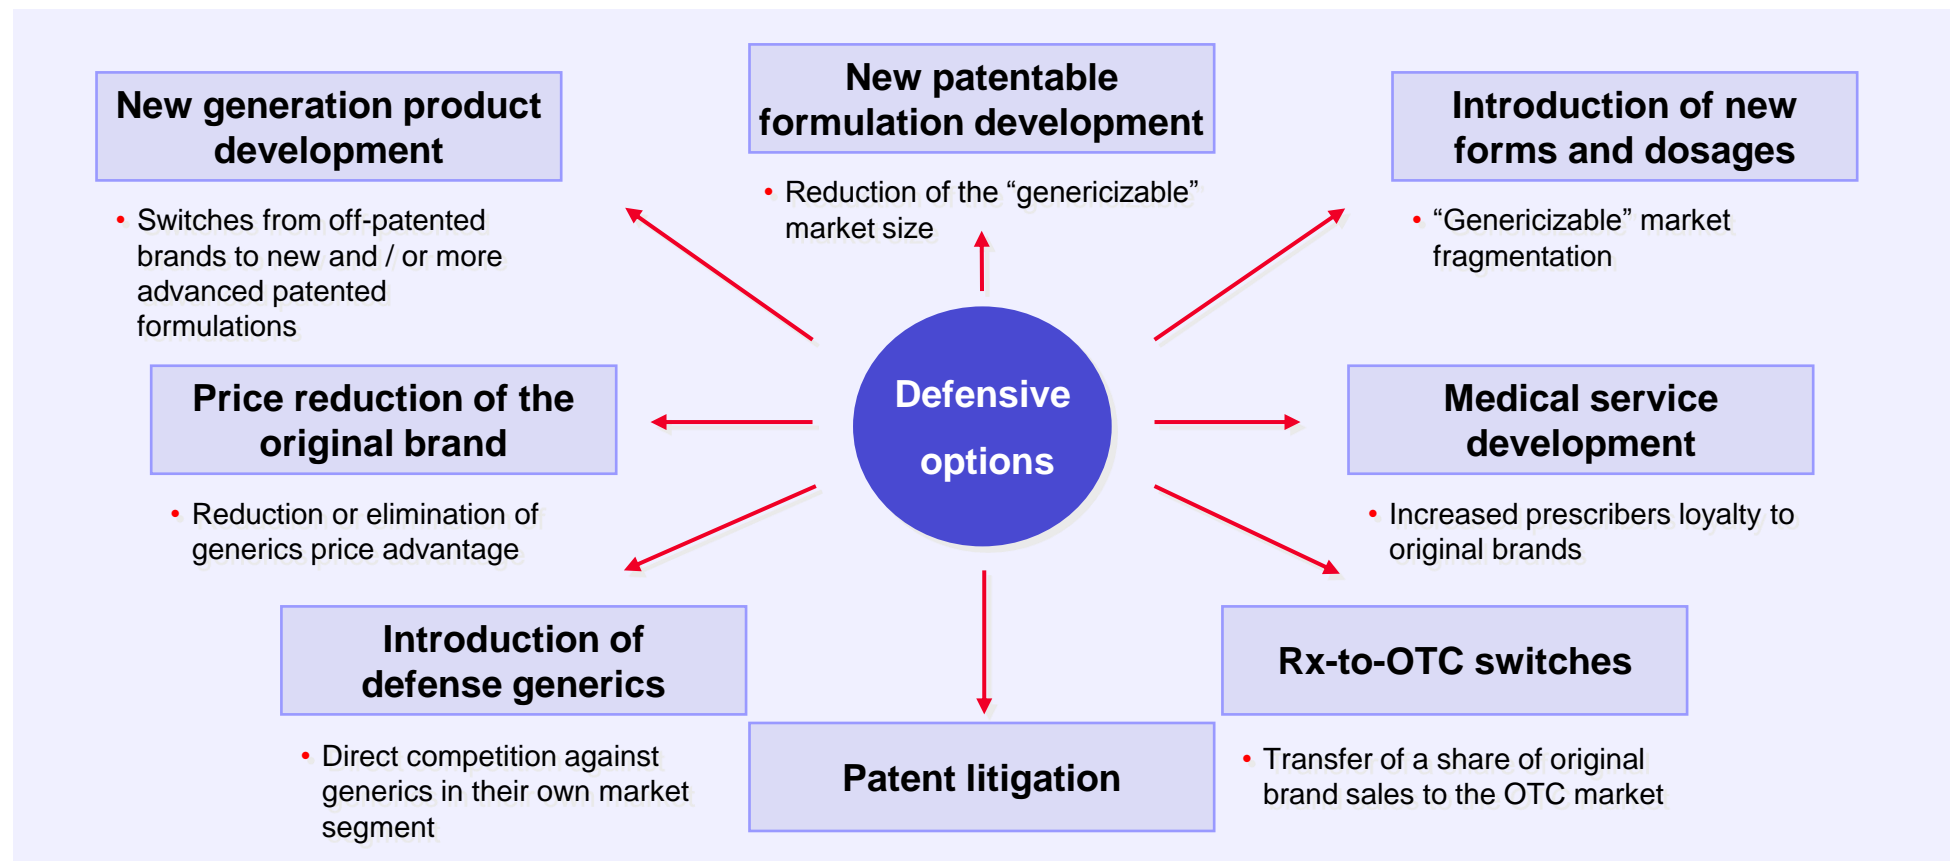 New generation product
development
• Switches from off-patented
brands to new and / or more
advanced patented
formulations
New patentable
formulation development
• Reduction of the “genericizable”
market size
Introduction of new
forms and dosages
• “Genericizable” market
fragmentation
Price reduction of the
original brand
• Reduction or elimination of
generics price advantage
Defensive
options
Medical service
development
• Increased prescribers loyalty to
original brands
Introduction of
defense generics
• Direct competition against
generics in their own market
segment
Patent litigation
Rx-to-OTC switches
• Transfer of a share of original
brand sales to the OTC market